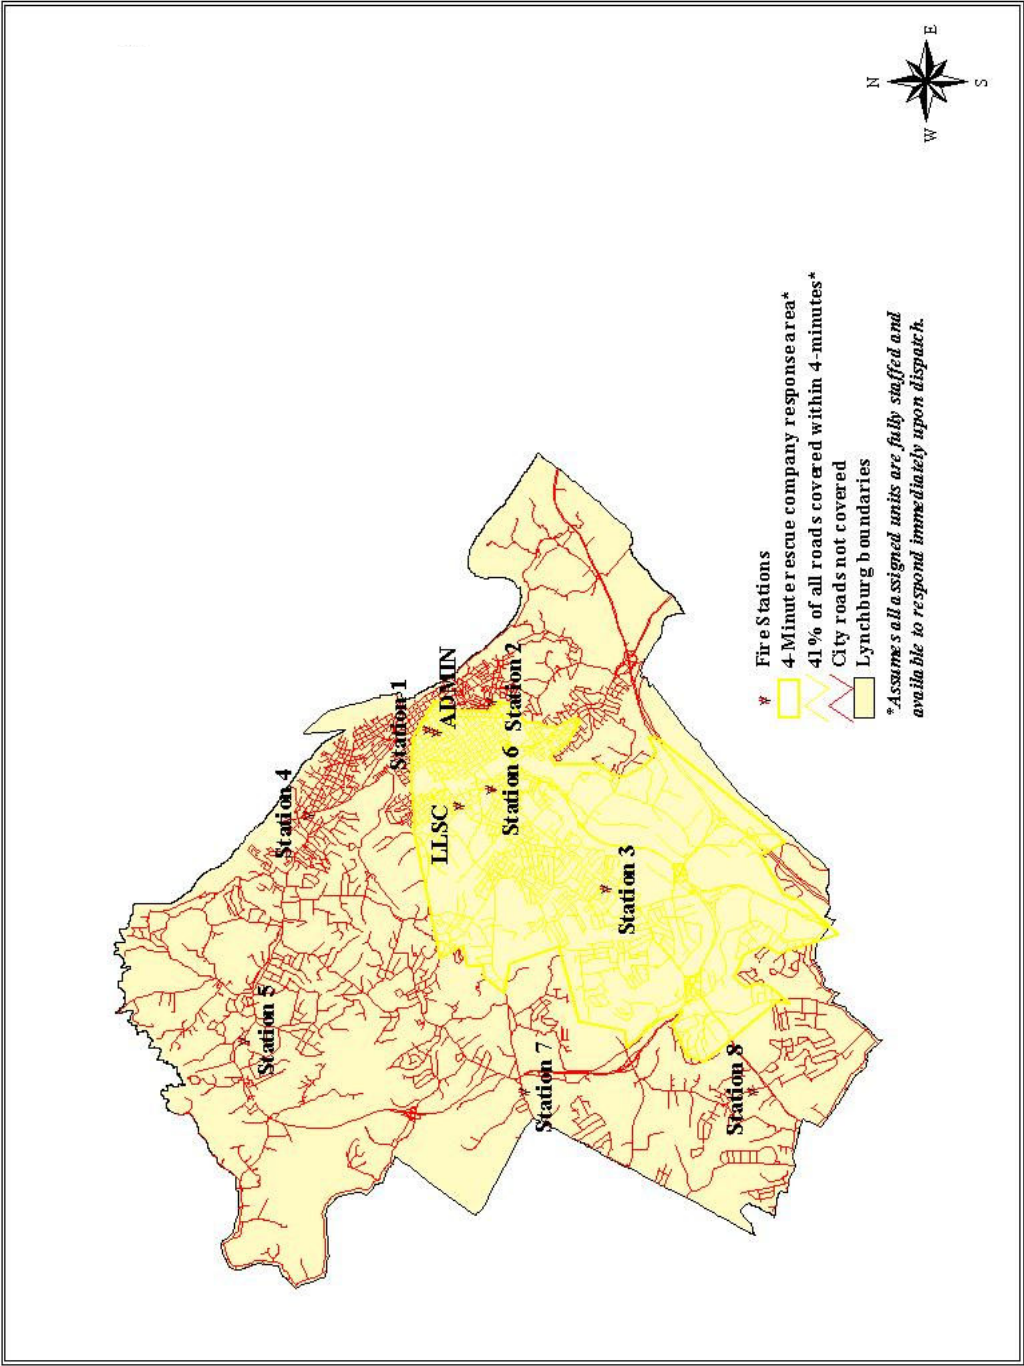 N
W
E
S
Station 4
Station 1
ADMIN
Station 5
LLSC
Station 2
Station 6
Station 3
Station 7
Station 8
Fire Stations
4-Minute rescue company response area*
41% of all roads covered within 4-minutes*
City roads not covered
Lynchburg boundaries
*Assumes all assigned units are fully staffed and
available to respond immediately upon dispatch.